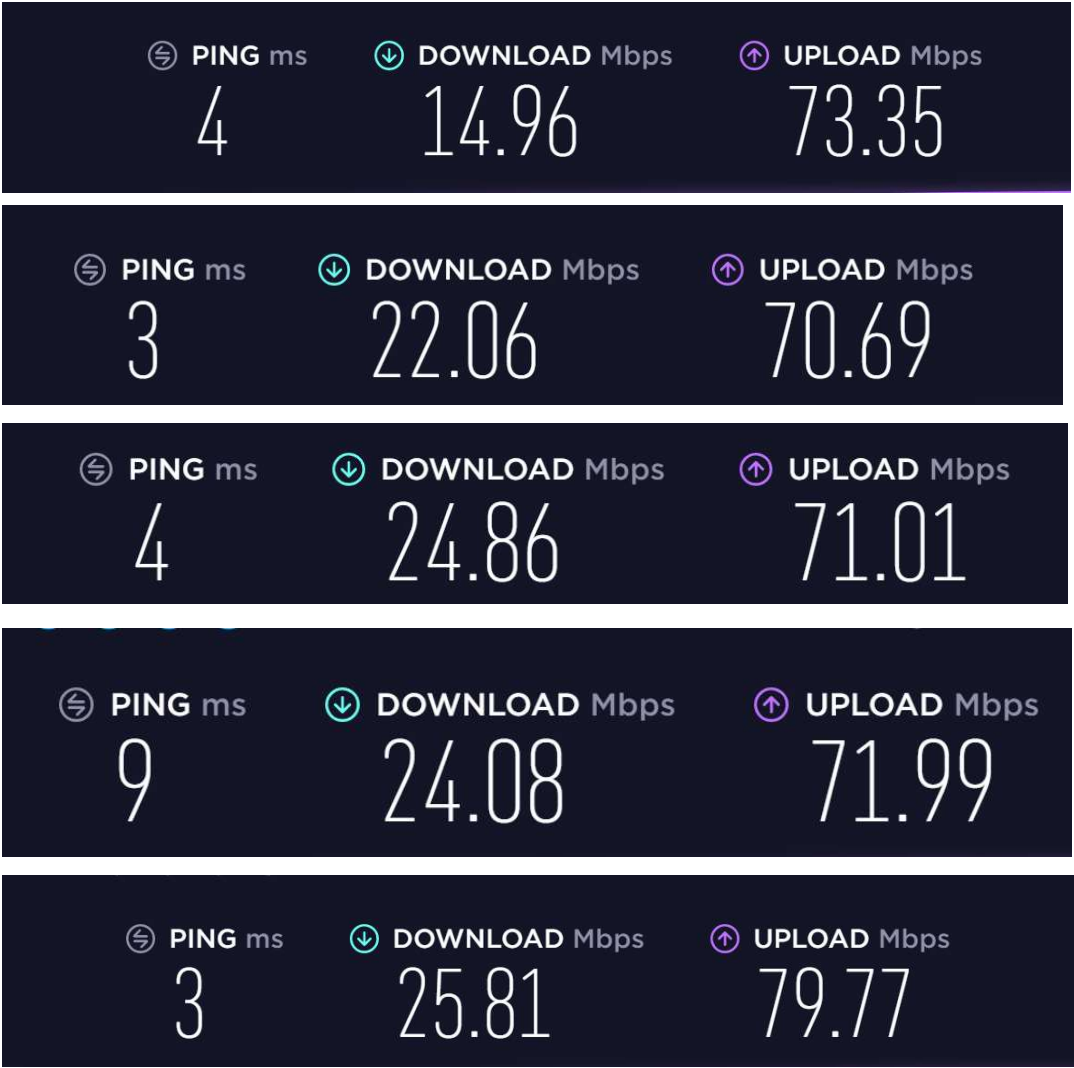 PING ms DOWNLOAD Mbps UPLOAD Mbps
4 14.96 73.35
PING ms DOWNLOAD Mbps UPLOAD Mbps
3 22.06 70.69
PING ms DOWNLOAD Mbps UPLOAD Mbps
4 24.86 71.01
PING ms DOWNLOAD Mbps UPLOAD Mbps
9 24.08 71.99
PING ms DOWNLOAD Mbps UPLOAD Mbps
3 25.81 79.77